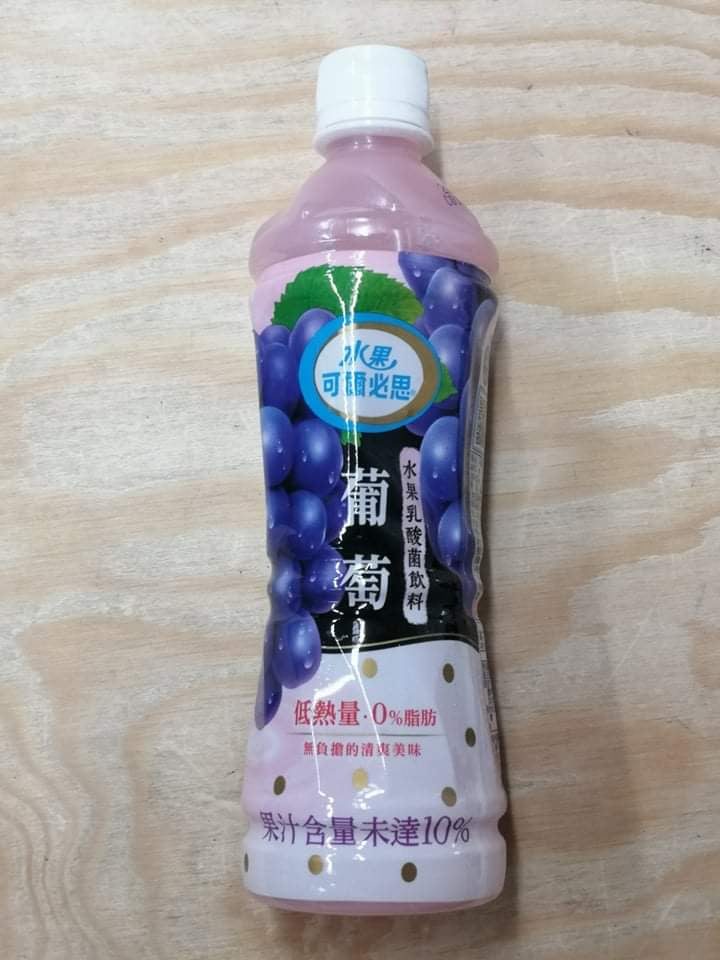 水果
可爾必思®
葡萄
水果乳酸菌飲料
低熱量·0%脂肪
無負擔的清爽美味
果汁含量未達10%